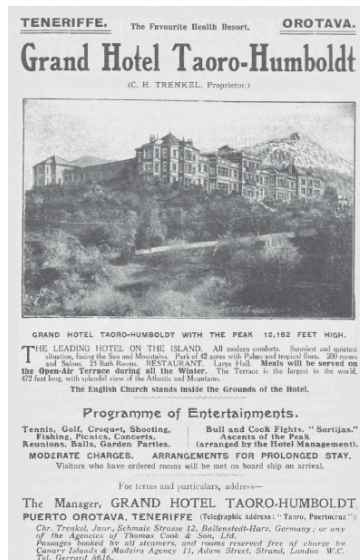 TENERIFFE. The Favourite Health Resort, OROTAVA.
Grand Hotel Taoro-Humboldt
(C. H. TRENKEL, Proprietor.)
GRAND HOTEL TAORO-HUMBOLDT WITH THE PEAK 12,152 FEET HIGH.
THE LEADING HOTEL ON THE ISLAND. All modern comforts. Sunniest and quietest
situation, facing the Sea and Mountains. Park of 42 acres with Palms and tropical flora. 200 rooms
and Salons. 25 Bath Rooms. RESTAURANT. Large Hall. Meals will be served on
the Open-Air Terrace during all the Winter. The Terrace is the largest in the world,
472 feet long, with splendid view of the Atlantic and Mountains.
The English Church stands inside the Grounds of the Hotel.
Programme of Entertainments.
Tennis, Golf, Croquet, Shooting,
Fishing, Picnics, Concerts,
Reunions, Balls, Garden Parties.
Bull and Cock Fights. "Sortijas."
Ascents of the Peak
(arranged by the Hotel Management).
MODERATE CHARGES. ARRANGEMENTS FOR PROLONGED STAY.
Visitors who have ordered rooms will be met on board ship on arrival.
For terms and particulars, address—
The Manager, GRAND HOTEL TAORO-HUMBOLDT,
PUERTO OROTAVA, TENERIFFE (Telegraphic Address: "Taoro, Puertocruz")
Chr. Trenkel, Junr., Schmale Strasse 12, Ballenstedt-Harz, Germany; or any
of the Agencies of Thomas Cook & Son, Ltd.
Passages booked by all steamers, and rooms reserved free of charge by
Canary Islands & Madeira Agency 11, Adam Street, Strand, London W.C.
Tel. Gerrard 8616.